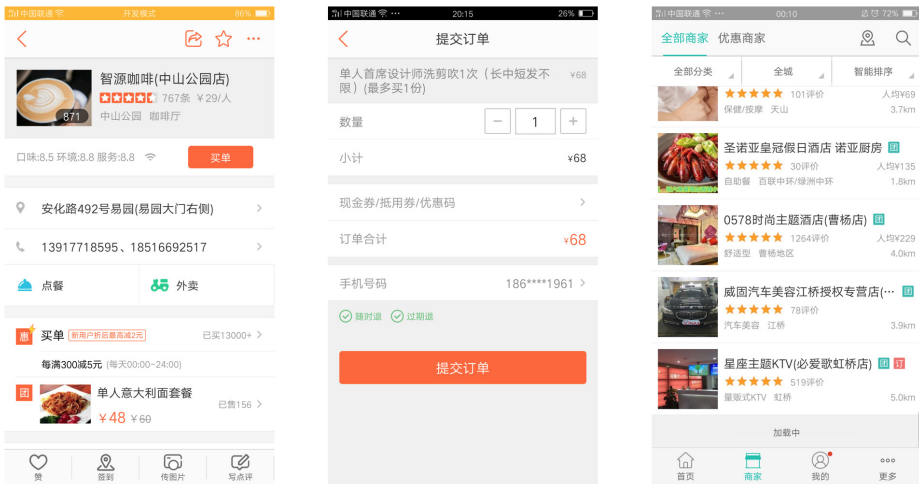 中国联通
开发模式
86%
智源咖啡(中山公园店)
767条 ¥29/人
871
中山公园 咖啡厅
口味:8.5 环境:8.8 服务:8.8
买单
安化路492号易园(易园大门右侧)
13917718595、18516692517
点餐
外卖
惠 买单 新用户折后最高减2元 已买13000+
每满300减5元 (每天00:00~24:00)
团 单人意大利面套餐
¥48 ¥60
已售156
赞 签到 传图片 写点评
中国联通 ··· 20:15 26%
提交订单
单人首席设计师洗剪吹1次（长中短发不 ¥68
限）(最多买1份)
数量 － 1 ＋
小计 ¥68
现金券/抵用券/优惠码
订单合计 ¥68
手机号码 186****1961
随时退 过期退
提交订单
中国联通 ··· 00:10 72%
全部商家 优惠商家
全部分类 全城 智能排序
101评价 人均¥69
保健/按摩 天山 3.7km
圣诺亚皇冠假日酒店 诺亚厨房 团
30评价 人均¥135
自助餐 百联中环/绿洲中环 1.8km
0578时尚主题酒店(曹杨店) 团
1264评价 人均¥229
舒适型 曹杨地区 4.0km
威固汽车美容江桥授权专营店(··· 团
78评价
汽车美容 江桥 3.9km
星座主题KTV(必爱歌虹桥店) 团 订
519评价
量贩式KTV 虹桥 5.0km
加载中
首页 商家 我的 更多